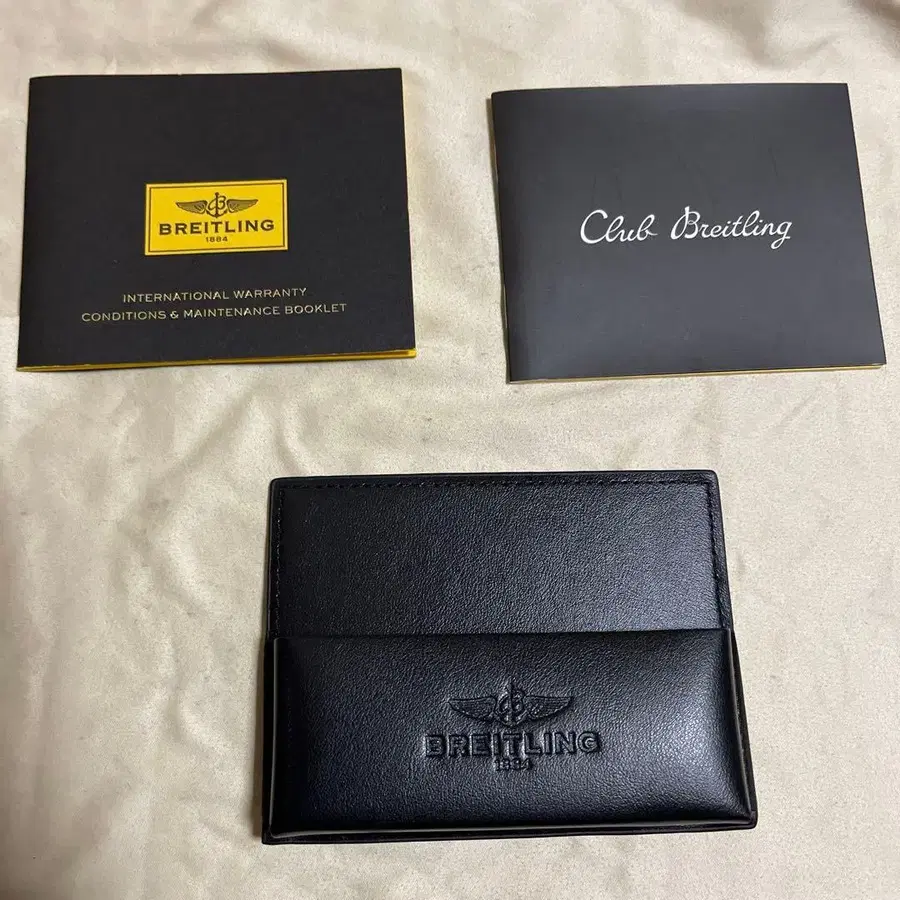 BREITLING
1884
INTERNATIONAL WARRANTY
CONDITIONS & MAINTENANCE BOOKLET
Club Breitling
BREITLING
1884